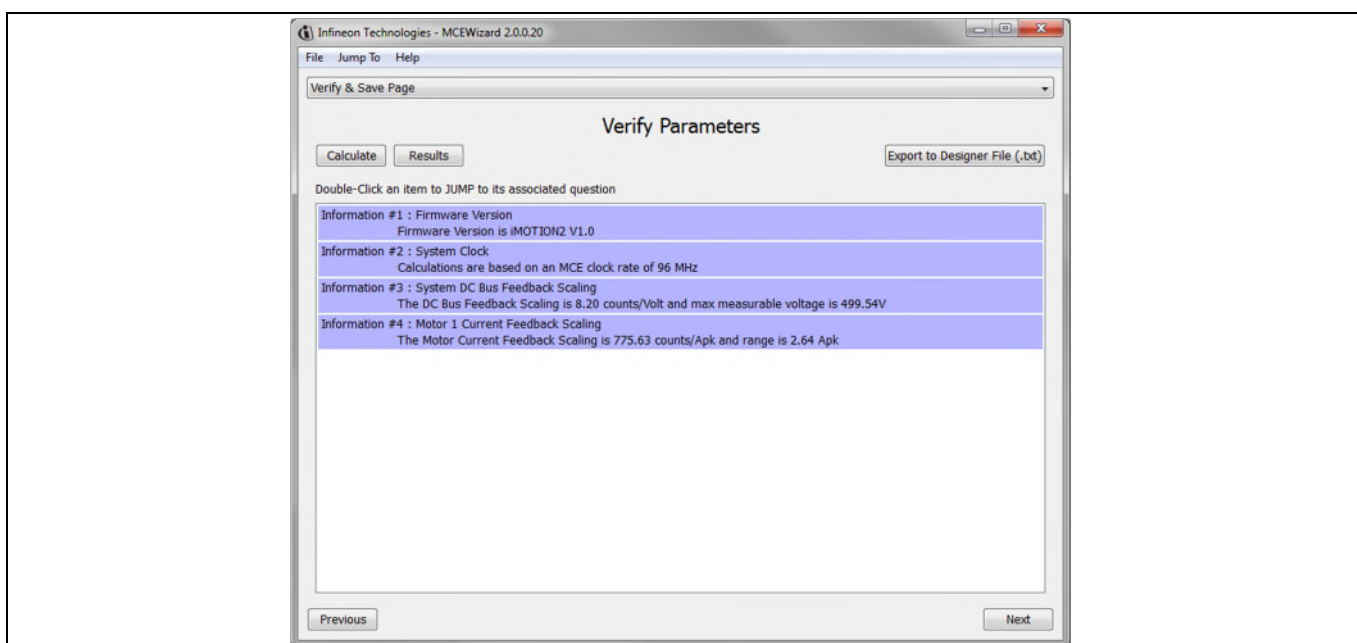 Infineon Technologies - MCEWizard 2.0.0.20
File Jump To Help
Verify & Save Page
Verify Parameters
Calculate Results Export to Designer File (.txt)
Double-Click an item to JUMP to its associated question
Information #1 : Firmware Version
Firmware Version is iMOTION2 V1.0
Information #2 : System Clock
Calculations are based on an MCE clock rate of 96 MHz
Information #3 : System DC Bus Feedback Scaling
The DC Bus Feedback Scaling is 8.20 counts/Volt and max measurable voltage is 499.54V
Information #4 : Motor 1 Current Feedback Scaling
The Motor Current Feedback Scaling is 775.63 counts/Apk and range is 2.64 Apk
Previous Next